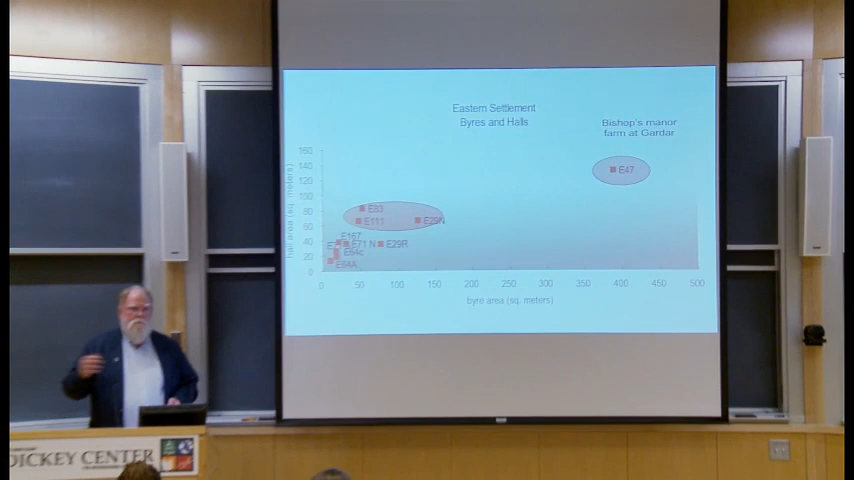 Eastern Settlement
Byres and Halls
Bishop's manor
farm at Gardar
160
140
120
100
80
60
40
20
0
hall area (sq. meters)
E47
E83
E111
E29N
E167
E71 N
E29R
E64c
E64A
0 50 100 150 200 250 300 350 400 450 500
byre area (sq. meters)
DICKEY CENTER